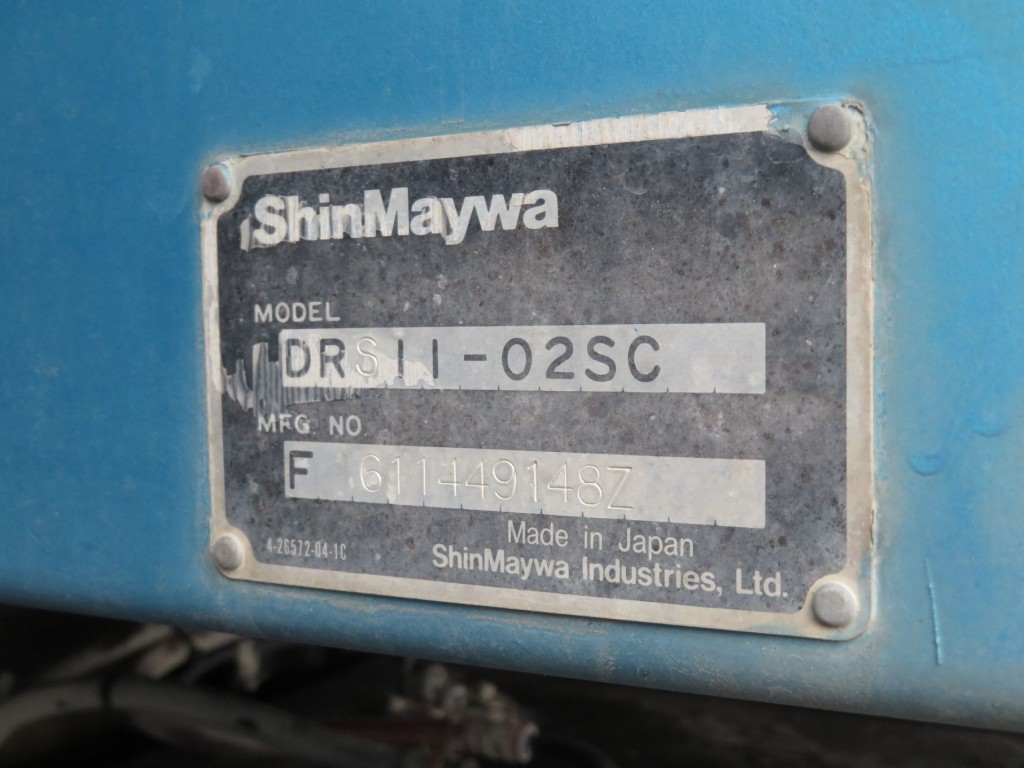 ShinMaywa
MODEL
DRS11-02SC
MFG NO
F 611449148Z
Made in Japan
4-26572-04-1C
ShinMaywa Industries, Ltd.